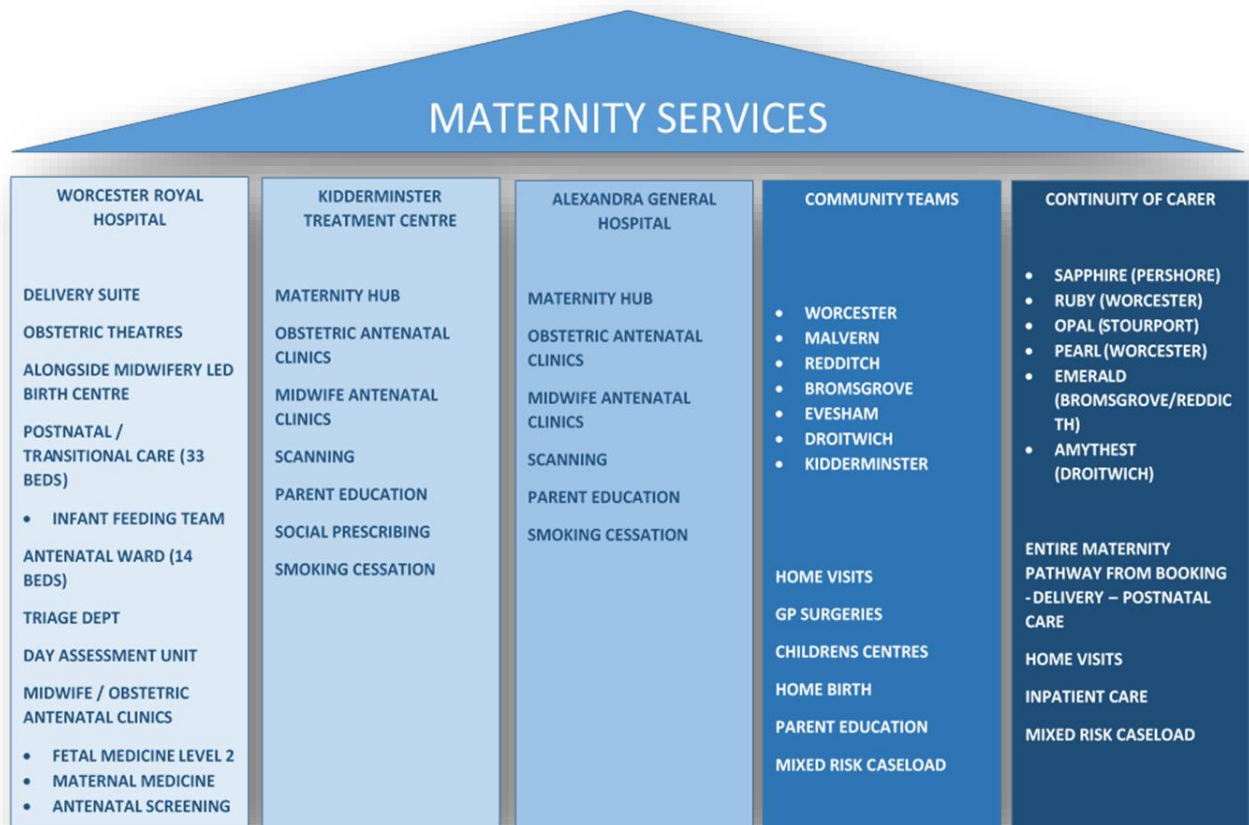 MATERNITY SERVICES
WORCESTER ROYAL
HOSPITAL
DELIVERY SUITE
OBSTETRIC THEATRES
ALONGSIDE MIDWIFERY LED
BIRTH CENTRE
POSTNATAL /
TRANSITIONAL CARE (33
BEDS)
• INFANT FEEDING TEAM
ANTENATAL WARD (14
BEDS)
TRIAGE DEPT
DAY ASSESSMENT UNIT
MIDWIFE / OBSTETRIC
ANTENATAL CLINICS
• FETAL MEDICINE LEVEL 2
• MATERNAL MEDICINE
• ANTENATAL SCREENING
KIDDERMINSTER
TREATMENT CENTRE
MATERNITY HUB
OBSTETRIC ANTENATAL
CLINICS
MIDWIFE ANTENATAL
CLINICS
SCANNING
PARENT EDUCATION
SOCIAL PRESCRIBING
SMOKING CESSATION
ALEXANDRA GENERAL
HOSPITAL
MATERNITY HUB
OBSTETRIC ANTENATAL
CLINICS
MIDWIFE ANTENATAL
CLINICS
SCANNING
PARENT EDUCATION
SMOKING CESSATION
COMMUNITY TEAMS
• WORCESTER
• MALVERN
• REDDITCH
• BROMSGROVE
• EVESHAM
• DROITWICH
• KIDDERMINSTER
HOME VISITS
GP SURGERIES
CHILDRENS CENTRES
HOME BIRTH
PARENT EDUCATION
MIXED RISK CASELOAD
CONTINUITY OF CARER
• SAPPHIRE (PERSHORE)
• RUBY (WORCESTER)
• OPAL (STOURPORT)
• PEARL (WORCESTER)
• EMERALD
(BROMSGROVE/REDDIC
TH)
• AMYTHEST
(DROITWICH)
ENTIRE MATERNITY
PATHWAY FROM BOOKING
- DELIVERY – POSTNATAL
CARE
HOME VISITS
INPATIENT CARE
MIXED RISK CASELOAD